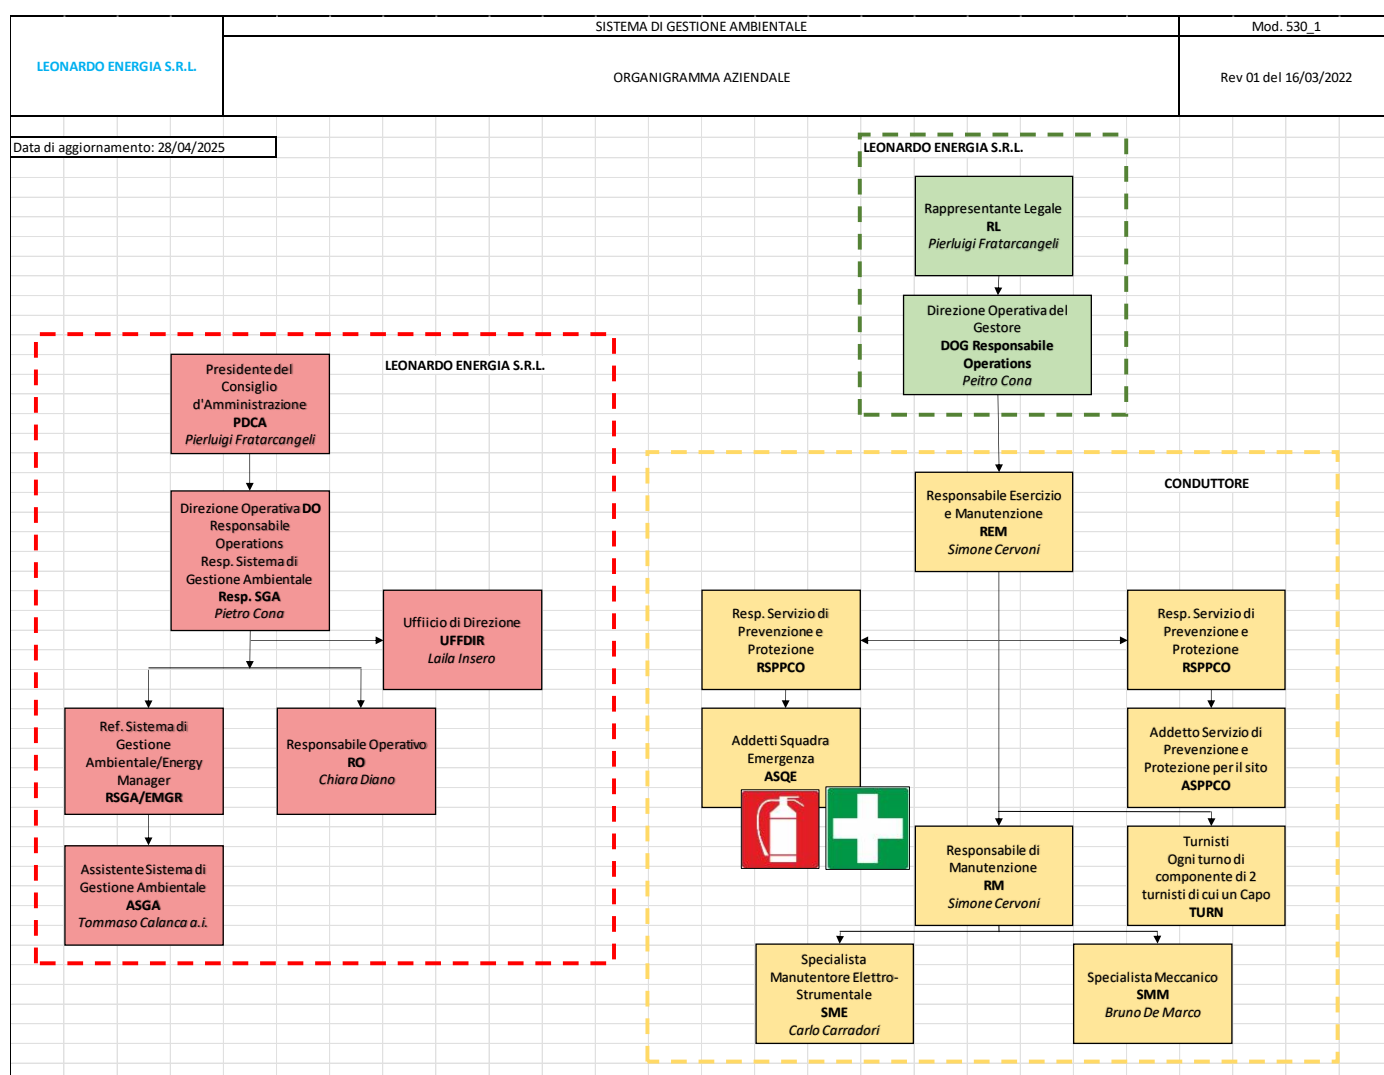 SISTEMA DI GESTIONE AMBIENTALE
Mod. 530_1
LEONARDO ENERGIA S.R.L.
ORGANIGRAMMA AZIENDALE
Rev 01 del 16/03/2022
Data di aggiornamento: 28/04/2025
LEONARDO ENERGIA S.R.L.
Rappresentante Legale
RL
Pierluigi Fratarcangeli
Direzione Operativa del
Gestore
DOG Responsabile
Operations
Peitro Cona
LEONARDO ENERGIA S.R.L.
Presidente del
Consiglio
d'Amministrazione
PDCA
Pierluigi Fratarcangeli
Direzione Operativa DO
Responsabile
Operations
Resp. Sistema di
Gestione Ambientale
Resp. SGA
Pietro Cona
Uffiicio di Direzione
UFFDIR
Laila Insero
Ref. Sistema di
Gestione
Ambientale/Energy
Manager
RSGA/EMGR
Responsabile Operativo
RO
Chiara Diano
Assistente Sistema di
Gestione Ambientale
ASGA
Tommaso Calanca a.i.
CONDUTTORE
Responsabile Esercizio
e Manutenzione
REM
Simone Cervoni
Resp. Servizio di
Prevenzione e
Protezione
RSPPCO
Resp. Servizio di
Prevenzione e
Protezione
RSPPCO
Addetti Squadra
Emergenza
ASQE
Addetto Servizio di
Prevenzione e
Protezione per il sito
ASPPCO
Responsabile di
Manutenzione
RM
Simone Cervoni
Turnisti
Ogni turno di
componente di 2
turnisti di cui un Capo
TURN
Specialista
Manutentore Elettro-
Strumentale
SME
Carlo Carradori
Specialista Meccanico
SMM
Bruno De Marco